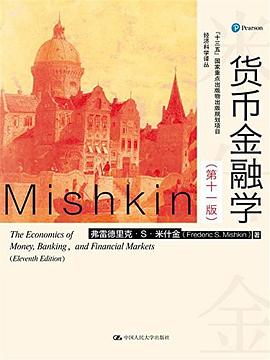 Pearson
“十三五”国家重点出版物出版规划项目
经济科学译丛
货币金融学
(第十一版)
Mishkin
The Economics of
Money, Banking, and Financial Markets
(Eleventh Edition)
弗雷德里克·S·米什金(Frederic S. Mishkin) 著
中国人民大学出版社